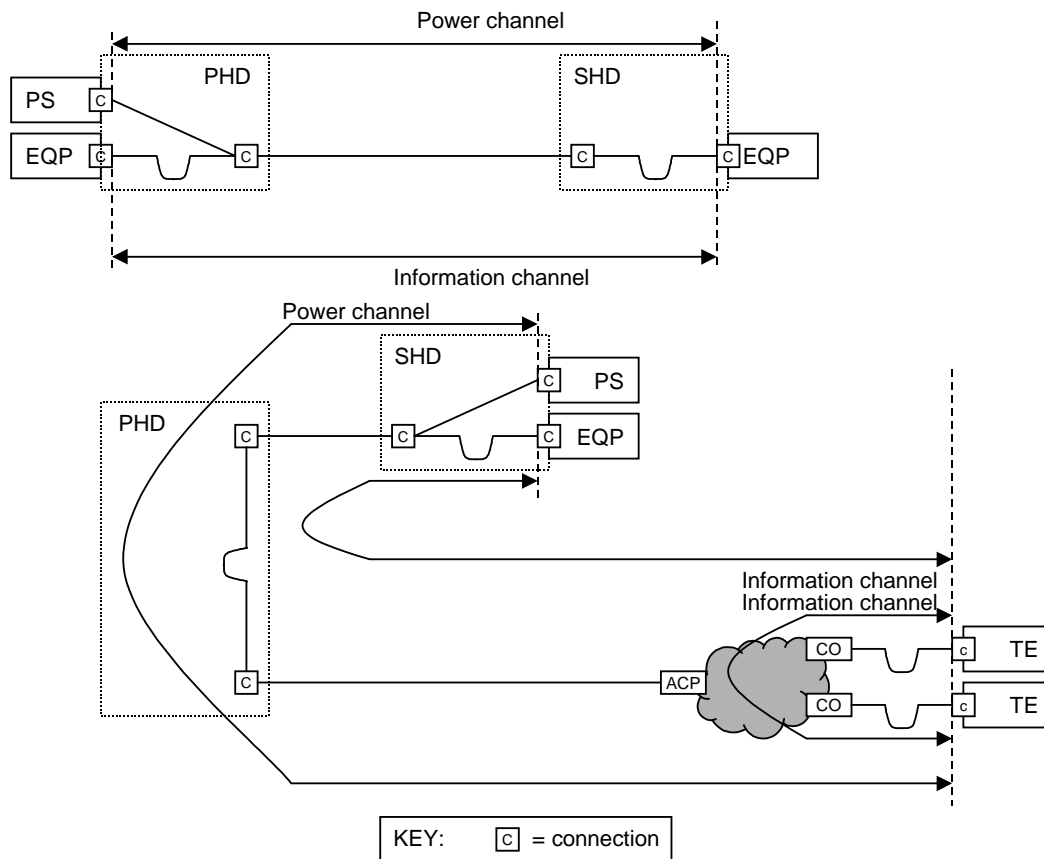 Power channel
PHD
SHD
PS
C
EQP
C
C
C
C
EQP
Information channel
Power channel
SHD
C
PS
PHD
C
C
C
EQP
Information channel
Information channel
CO
c
TE
C
ACP
CO
c
TE
KEY: C = connection